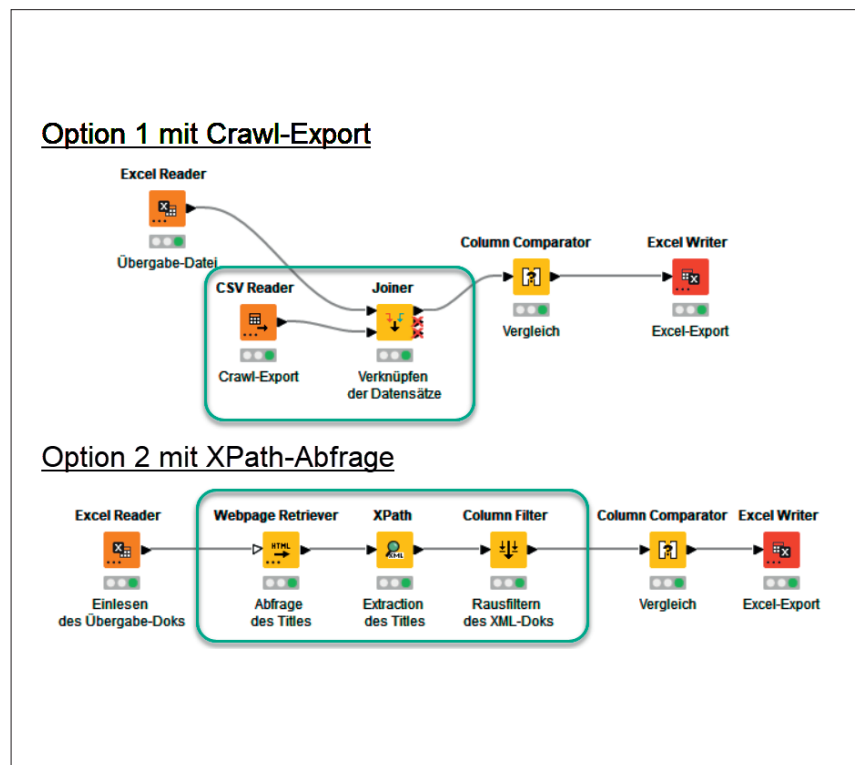 Option 1 mit Crawl-Export
Excel Reader
Übergabe-Datei
CSV Reader
Crawl-Export
Joiner
Verknüpfen
der Datensätze
Column Comparator
Vergleich
Excel Writer
Excel-Export
Option 2 mit XPath-Abfrage
Excel Reader
Einlesen
des Übergabe-Doks
Webpage Retriever
HTML
Abfrage
des Titles
XPath
XML
Extraction
des Titles
Column Filter
Rausfiltern
des XML-Doks
Column Comparator
Vergleich
Excel Writer
Excel-Export